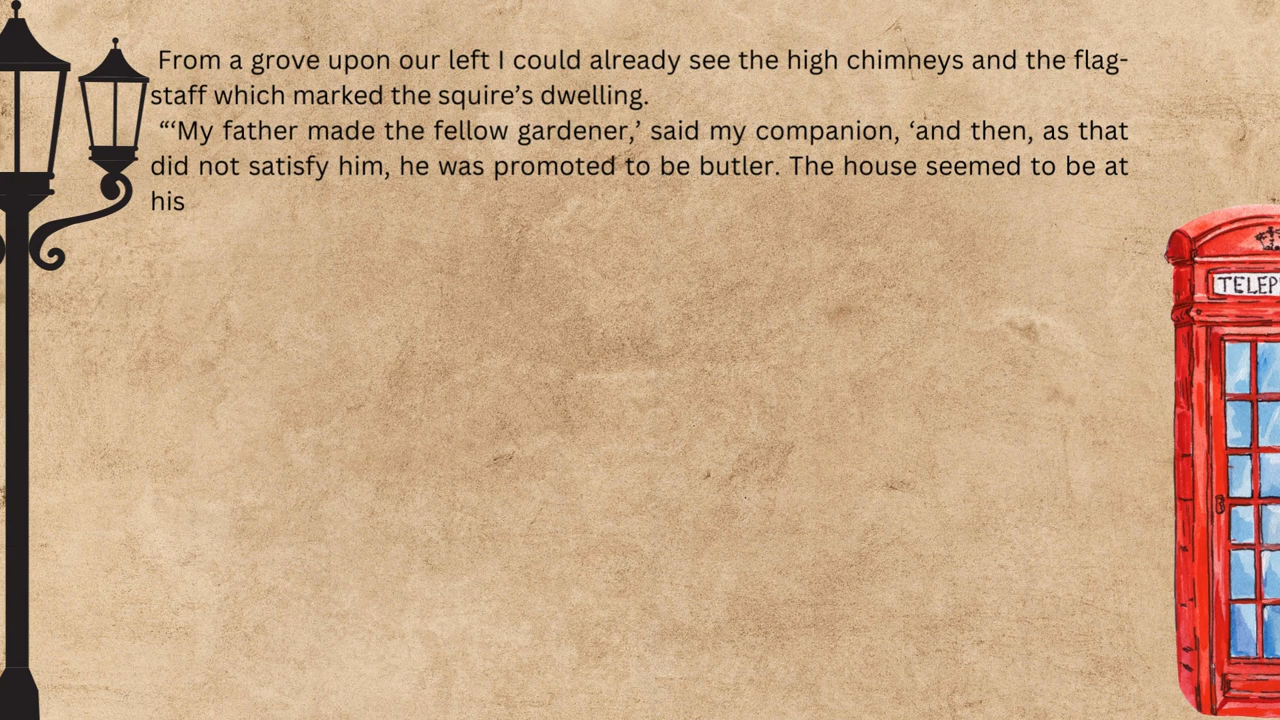 From a grove upon our left I could already see the high chimneys and the flag-
staff which marked the squire’s dwelling.
“‘My father made the fellow gardener,’ said my companion, ‘and then, as that
did not satisfy him, he was promoted to be butler. The house seemed to be at
his
TELEP